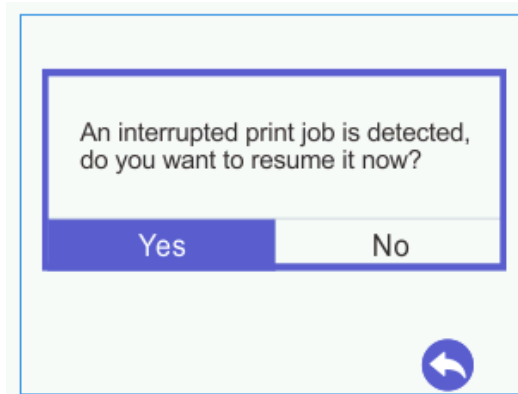 An interrupted print job is detected,
do you want to resume it now?
Yes No